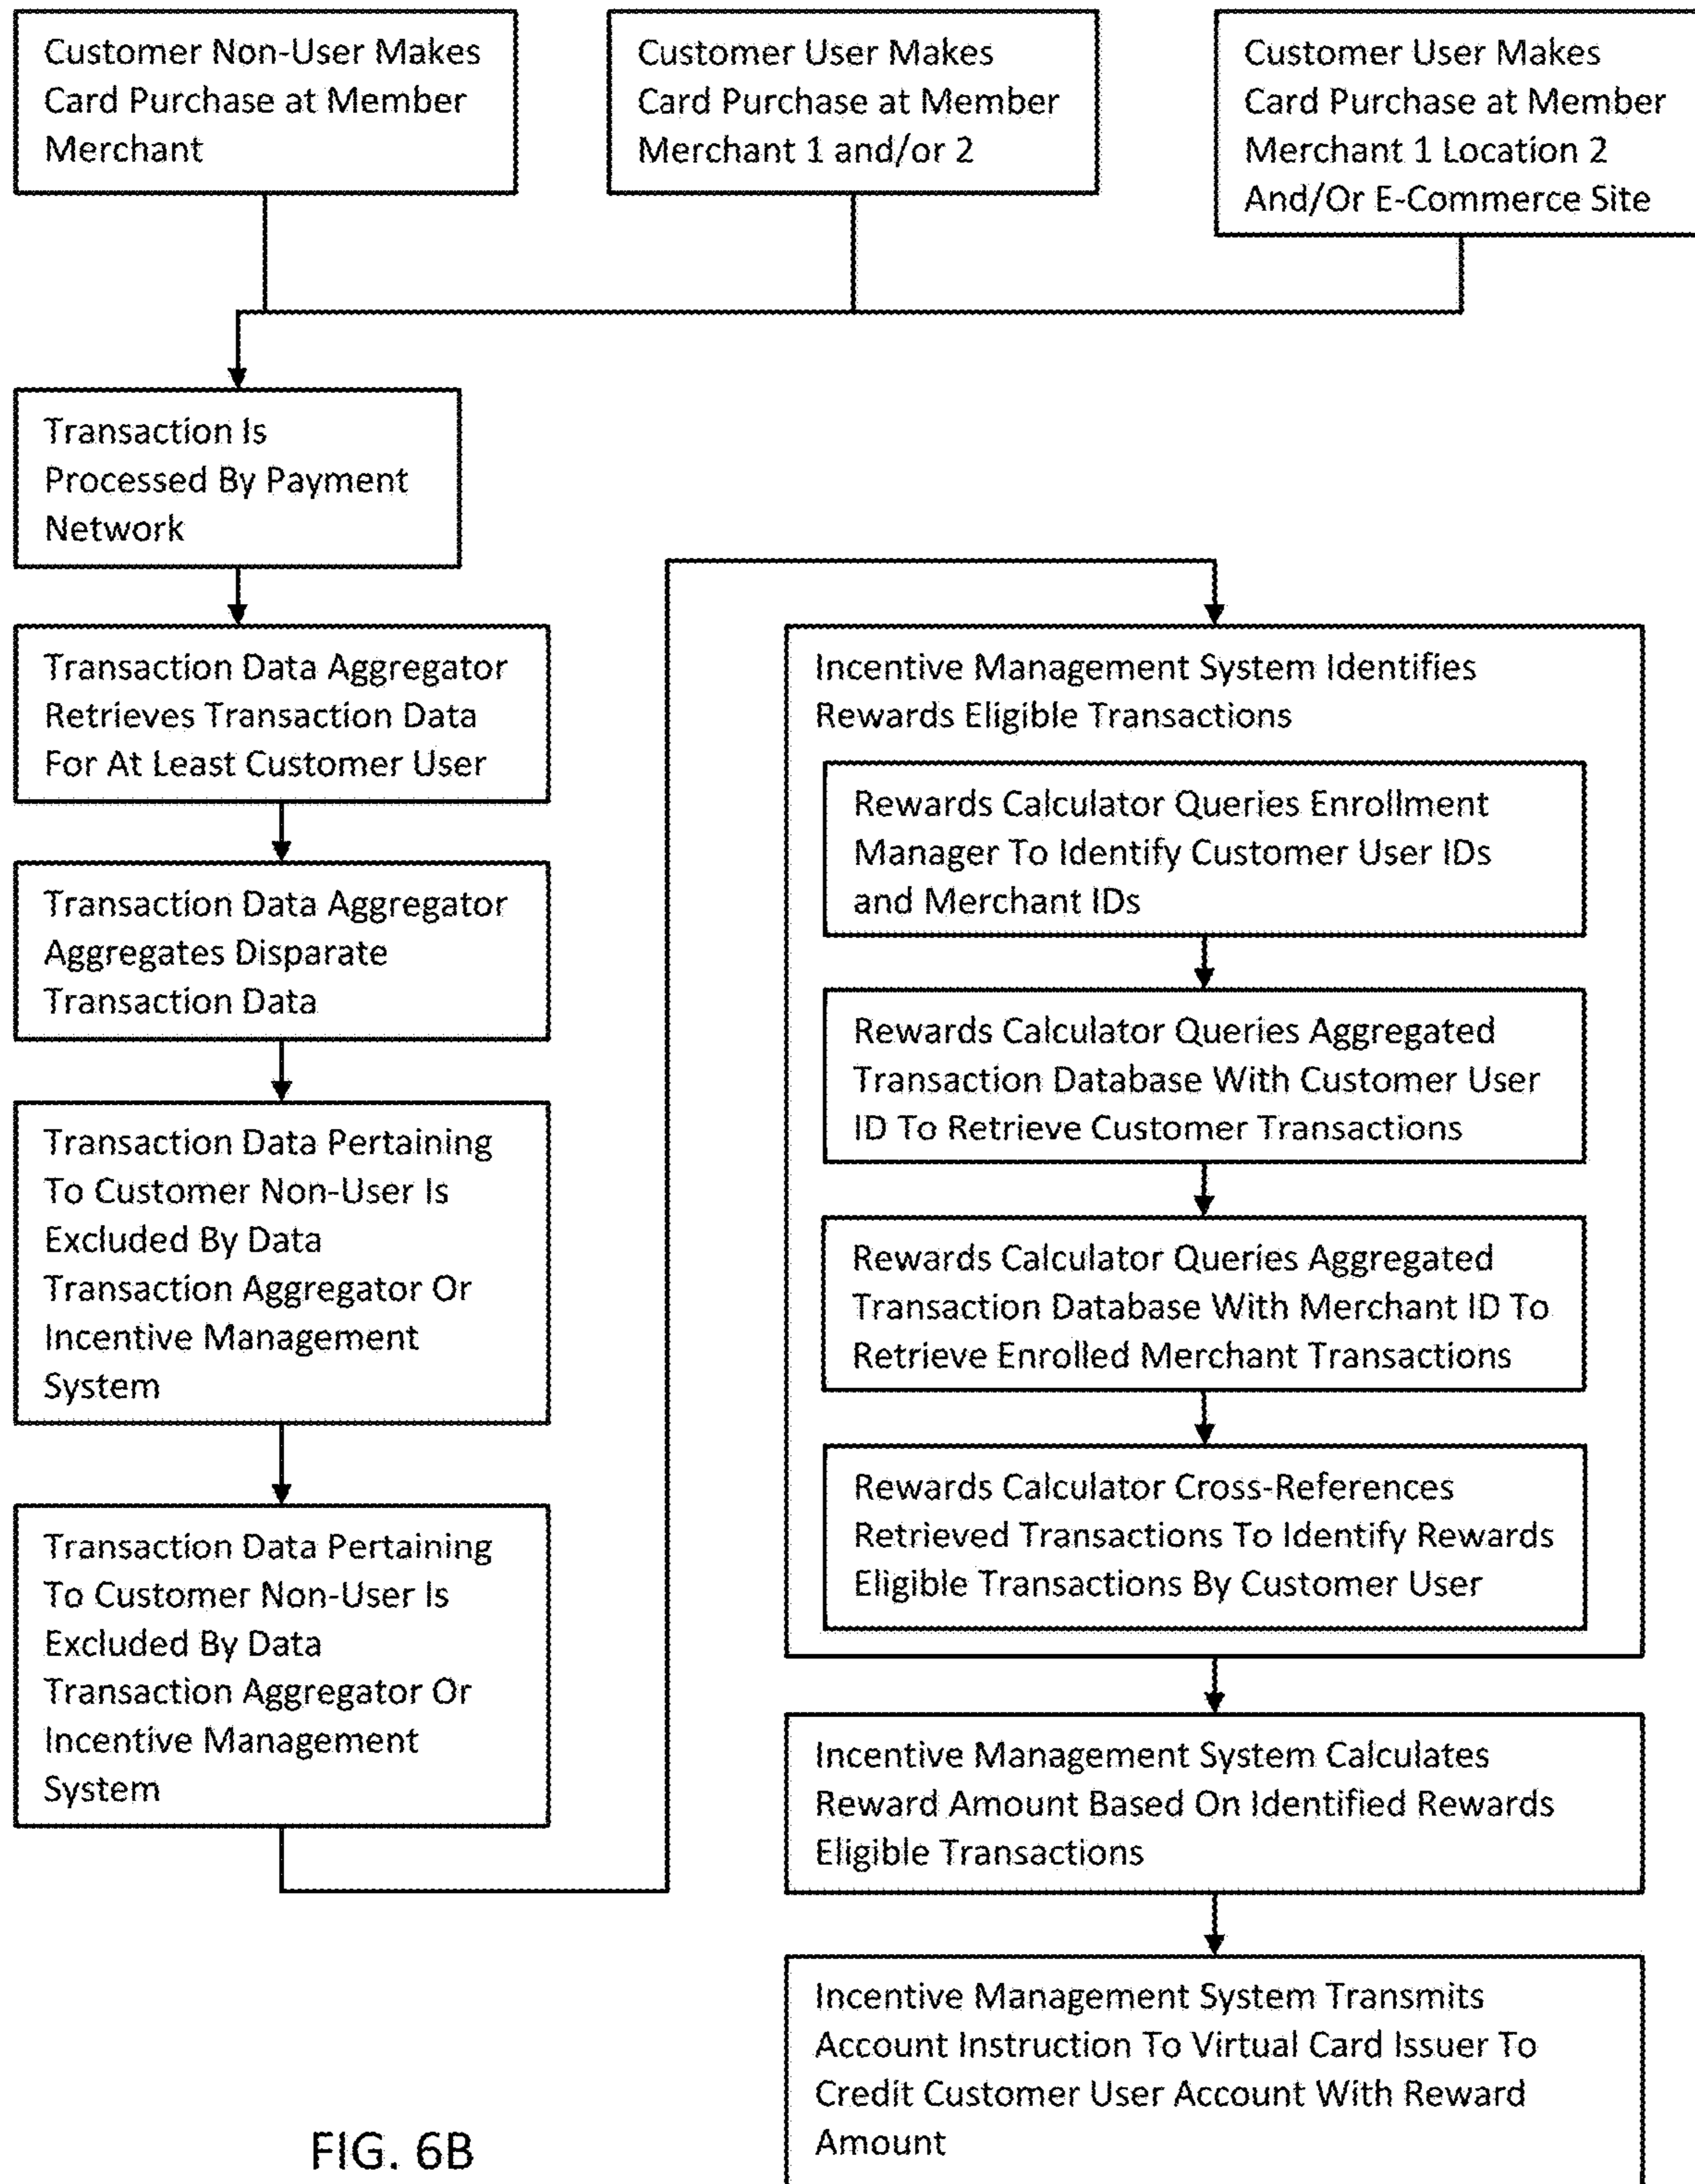 Customer Non-User Makes
Card Purchase at Member
Merchant
Customer User Makes
Card Purchase at Member
Merchant 1 and/or 2
Customer User Makes
Card Purchase at Member
Merchant 1 Location 2
And/Or E-Commerce Site
Transaction Is
Processed By Payment
Network
Transaction Data Aggregator
Retrieves Transaction Data
For At Least Customer User
Transaction Data Aggregator
Aggregates Disparate
Transaction Data
Transaction Data Pertaining
To Customer Non-User Is
Excluded By Data
Transaction Aggregator Or
Incentive Management
System
Transaction Data Pertaining
To Customer Non-User Is
Excluded By Data
Transaction Aggregator Or
Incentive Management
System
Incentive Management System Identifies
Rewards Eligible Transactions
Rewards Calculator Queries Enrollment
Manager To Identify Customer User IDs
and Merchant IDs
Rewards Calculator Queries Aggregated
Transaction Database With Customer User
ID To Retrieve Customer Transactions
Rewards Calculator Queries Aggregated
Transaction Database With Merchant ID To
Retrieve Enrolled Merchant Transactions
Rewards Calculator Cross-References
Retrieved Transactions To Identify Rewards
Eligible Transactions By Customer User
Incentive Management System Calculates
Reward Amount Based On Identified Rewards
Eligible Transactions
Incentive Management System Transmits
Account Instruction To Virtual Card Issuer To
Credit Customer User Account With Reward
Amount
FIG. 6B